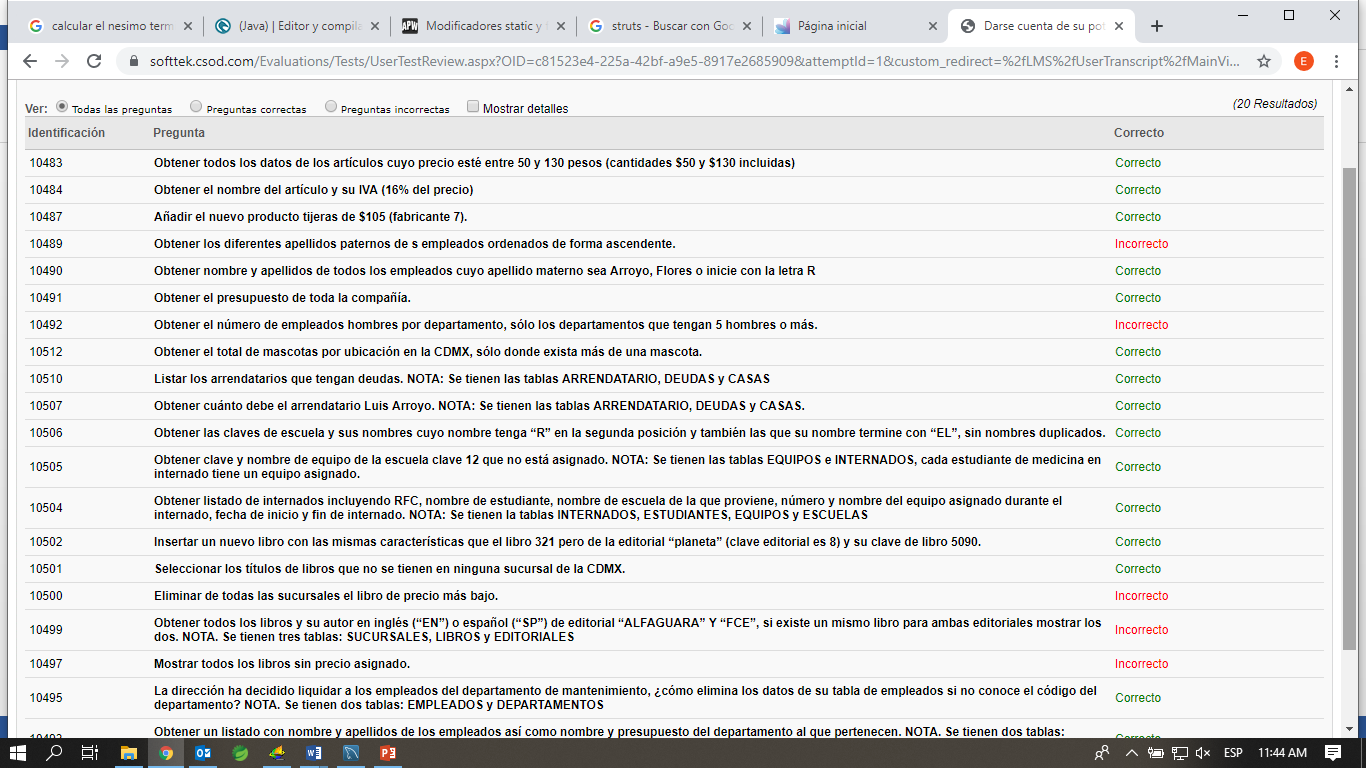 calcular el nesimo term
(Java) | Editor y compila
APW Modificadores static y
struts - Buscar con Goo
Página inicial
Darse cuenta de su pot
softtek.csod.com/Evaluations/Tests/UserTestReview.aspx?OID=c81523e4-225a-42bf-a9e5-8917e2685909&attemptId=1&custom_redirect=%2fLMS%2fUserTranscript%2fMainVi...
E
Ver: Todas las preguntas Preguntas correctas Preguntas incorrectas Mostrar detalles (20 Resultados)
Identificación Pregunta Correcto
10483 Obtener todos los datos de los artículos cuyo precio esté entre 50 y 130 pesos (cantidades $50 y $130 incluidas) Correcto
10484 Obtener el nombre del artículo y su IVA (16% del precio) Correcto
10487 Añadir el nuevo producto tijeras de $105 (fabricante 7). Correcto
10489 Obtener los diferentes apellidos paternos de s empleados ordenados de forma ascendente. Incorrecto
10490 Obtener nombre y apellidos de todos los empleados cuyo apellido materno sea Arroyo, Flores o inicie con la letra R Correcto
10491 Obtener el presupuesto de toda la compañía. Correcto
10492 Obtener el número de empleados hombres por departamento, sólo los departamentos que tengan 5 hombres o más. Incorrecto
10512 Obtener el total de mascotas por ubicación en la CDMX, sólo donde exista más de una mascota. Correcto
10510 Listar los arrendatarios que tengan deudas. NOTA: Se tienen las tablas ARRENDATARIO, DEUDAS y CASAS Correcto
10507 Obtener cuánto debe el arrendatario Luis Arroyo. NOTA: Se tienen las tablas ARRENDATARIO, DEUDAS y CASAS. Correcto
10506 Obtener las claves de escuela y sus nombres cuyo nombre tenga “R” en la segunda posición y también las que su nombre termine con “EL”, sin nombres duplicados. Correcto
10505 Obtener clave y nombre de equipo de la escuela clave 12 que no está asignado. NOTA: Se tienen las tablas EQUIPOS e INTERNADOS, cada estudiante de medicina en
internado tiene un equipo asignado. Correcto
10504 Obtener listado de internados incluyendo RFC, nombre de estudiante, nombre de escuela de la que proviene, número y nombre del equipo asignado durante el
internado, fecha de inicio y fin de internado. NOTA: Se tienen la tablas INTERNADOS, ESTUDIANTES, EQUIPOS y ESCUELAS Correcto
10502 Insertar un nuevo libro con las mismas características que el libro 321 pero de la editorial “planeta” (clave editorial es 8) y su clave de libro 5090. Correcto
10501 Seleccionar los títulos de libros que no se tienen en ninguna sucursal de la CDMX. Correcto
10500 Eliminar de todas las sucursales el libro de precio más bajo. Incorrecto
10499 Obtener todos los libros y su autor en inglés (“EN”) o español (“SP”) de editorial “ALFAGUARA” Y “FCE”, si existe un mismo libro para ambas editoriales mostrar los
dos. NOTA. Se tienen tres tablas: SUCURSALES, LIBROS y EDITORIALES Incorrecto
10497 Mostrar todos los libros sin precio asignado. Incorrecto
10495 La dirección ha decidido liquidar a los empleados del departamento de mantenimiento, ¿cómo elimina los datos de su tabla de empleados si no conoce el código del
departamento? NOTA. Se tienen dos tablas: EMPLEADOS y DEPARTAMENTOS Correcto
Obtener un listado con nombre y apellidos de los empleados así como nombre y presupuesto del departamento al que pertenecen. NOTA. Se tienen dos tablas:
ESP 11:44 AM